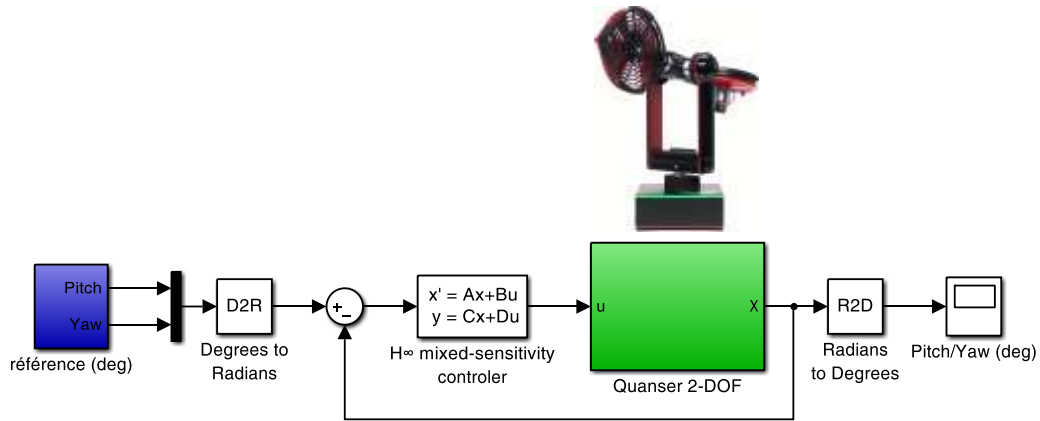 Pitch
Yaw
référence (deg)
D2R
Degrees to
Radians
+
−
x' = Ax+Bu
y = Cx+Du
H∞ mixed-sensitivity
controler
u
X
Quanser 2-DOF
R2D
Radians
to Degrees
Pitch/Yaw (deg)